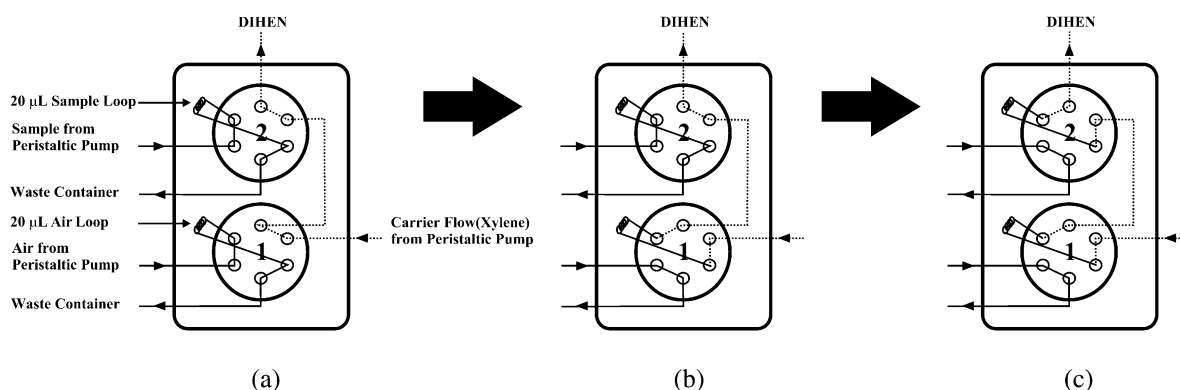 DIHEN
DIHEN
DIHEN
20 μL Sample Loop
Sample from
Peristaltic Pump
Waste Container
20 μL Air Loop
Air from
Peristaltic Pump
Waste Container
2
1
Carrier Flow(Xylene)
from Peristaltic Pump
2
1
2
1
(a)
(b)
(c)